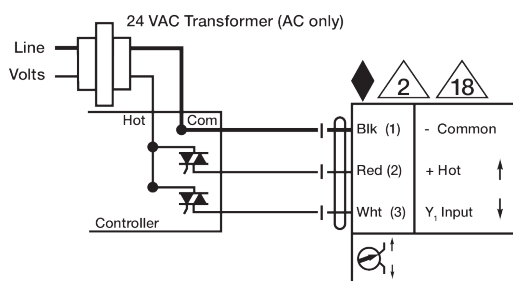 24 VAC Transformer (AC only)
Line
Volts
Hot
Com
Controller
2
18
Blk (1)
- Common
Red (2)
+ Hot
Wht (3)
Y1 Input